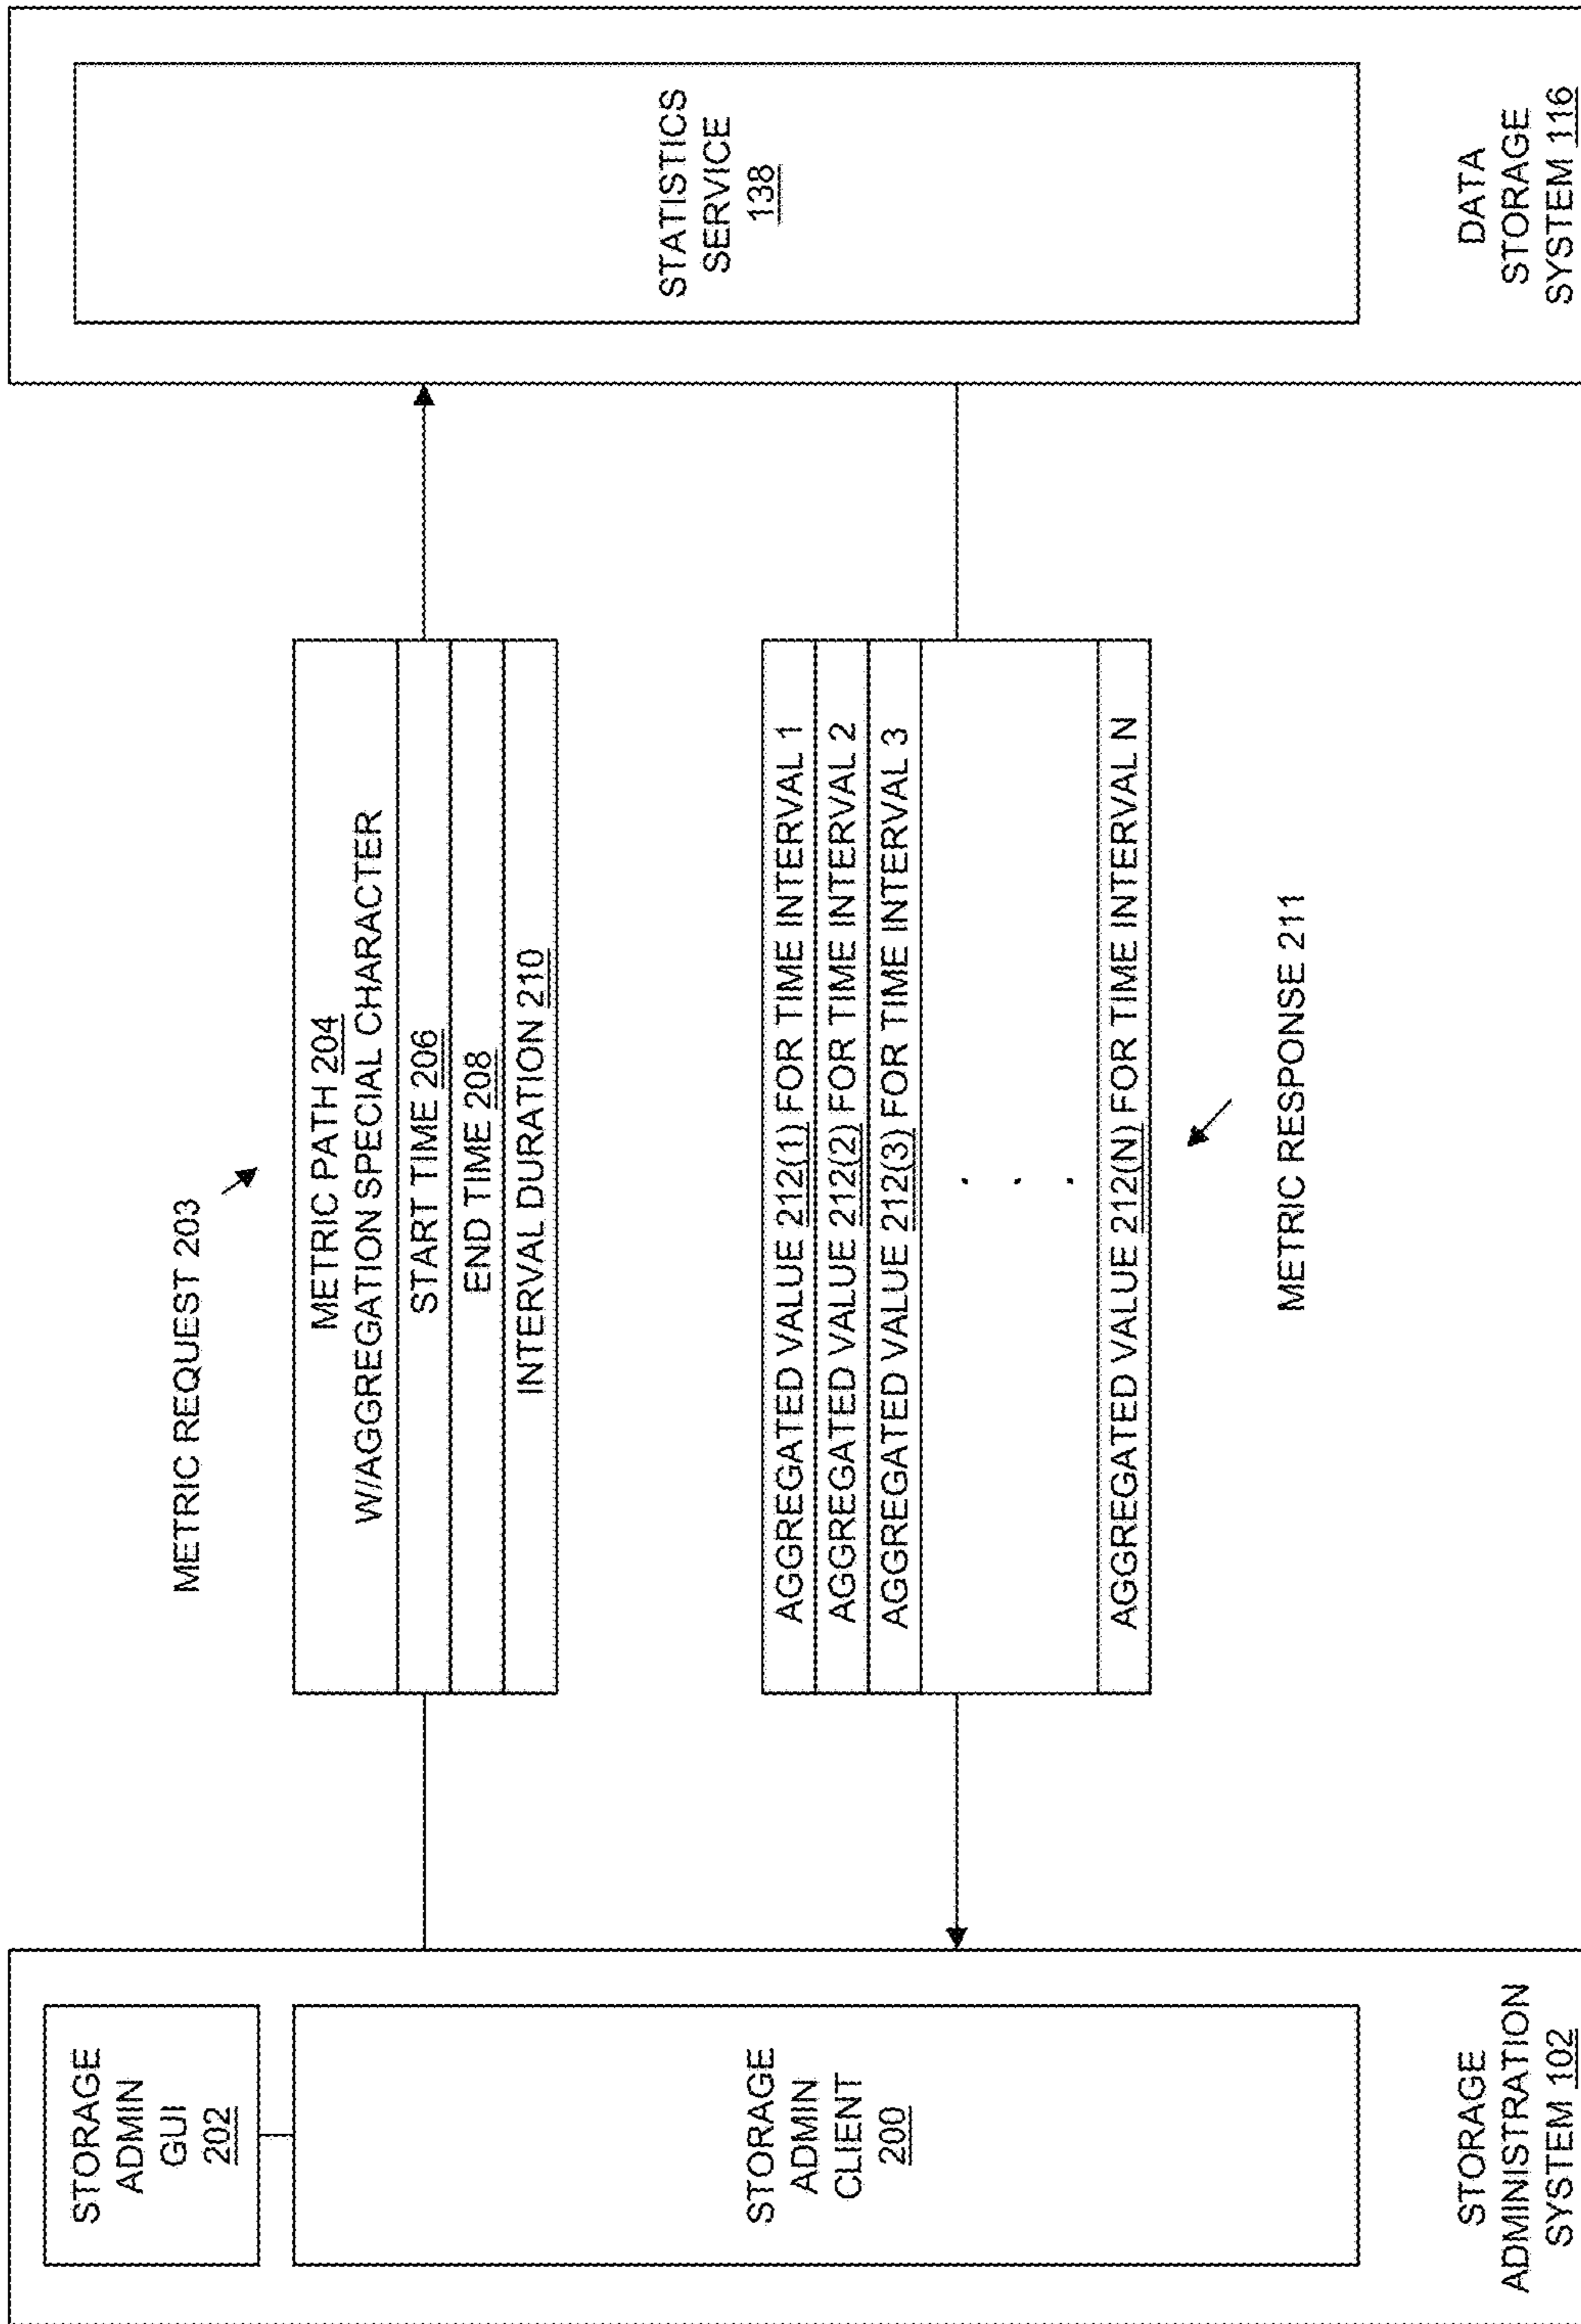 STORAGE
ADMIN
GUI
202
STORAGE
ADMIN
CLIENT
200
STORAGE
ADMINISTRATION
SYSTEM 102
METRIC REQUEST 203
METRIC PATH 204
W/AGGREGATION SPECIAL CHARACTER
START TIME 206
END TIME 208
INTERVAL DURATION 210
AGGREGATED VALUE 212(1) FOR TIME INTERVAL 1
AGGREGATED VALUE 212(2) FOR TIME INTERVAL 2
AGGREGATED VALUE 212(3) FOR TIME INTERVAL 3
.
.
.
AGGREGATED VALUE 212(N) FOR TIME INTERVAL N
METRIC RESPONSE 211
STATISTICS
SERVICE
138
DATA
STORAGE
SYSTEM 116